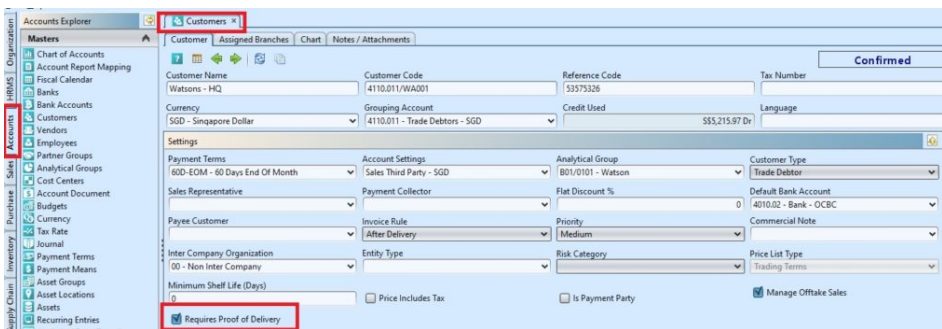 Accounts Explorer
Customers ×
Masters
Customer Assigned Branches Chart Notes / Attachments
Organization
HRMS
Accounts
Sales
Purchase
Inventory
Supply Chain
Chart of Accounts
Account Report Mapping
Fiscal Calendar
Banks
Bank Accounts
Customers
Vendors
Employees
Partner Groups
Analytical Groups
Cost Centers
Account Document
Budgets
Currency
Tax Rate
Journal
Payment Terms
Payment Means
Asset Groups
Asset Locations
Assets
Recurring Entries
Confirmed
Customer Name Customer Code Reference Code Tax Number
Watsons - HQ 4110.011/WA001 53575326
Currency Grouping Account Credit Used Language
SGD - Singapore Dollar 4110.011 - Trade Debtors - SGD S$5,215.97 Dr
Settings
Payment Terms Account Settings Analytical Group Customer Type
60D-EOM - 60 Days End Of Month Sales Third Party - SGD B01/0101 - Watson Trade Debtor
Sales Representative Payment Collector Flat Discount % Default Bank Account
0 4010.02 - Bank - OCBC
Payee Customer Invoice Rule Priority Commercial Note
After Delivery Medium
Inter Company Organization Entity Type Risk Category Price List Type
00 - Non Inter Company Trading Terms
Minimum Shelf Life (Days)
0 Price Includes Tax Is Payment Party Manage Offtake Sales
Requires Proof of Delivery